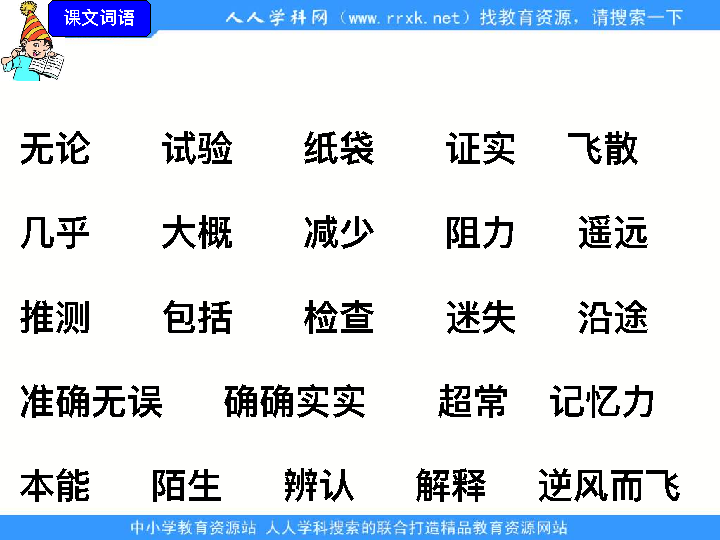 课文词语
人人学科网（www.rrxk.net）找教育资源，请搜索一下
无论 试验 纸袋 证实 飞散
几乎 大概 减少 阻力 遥远
推测 包括 检查 迷失 沿途
准确无误 确确实实 超常 记忆力
本能 陌生 辨认 解释 逆风而飞
中小学教育资源站 人人学科搜索的联合打造精品教育资源网站